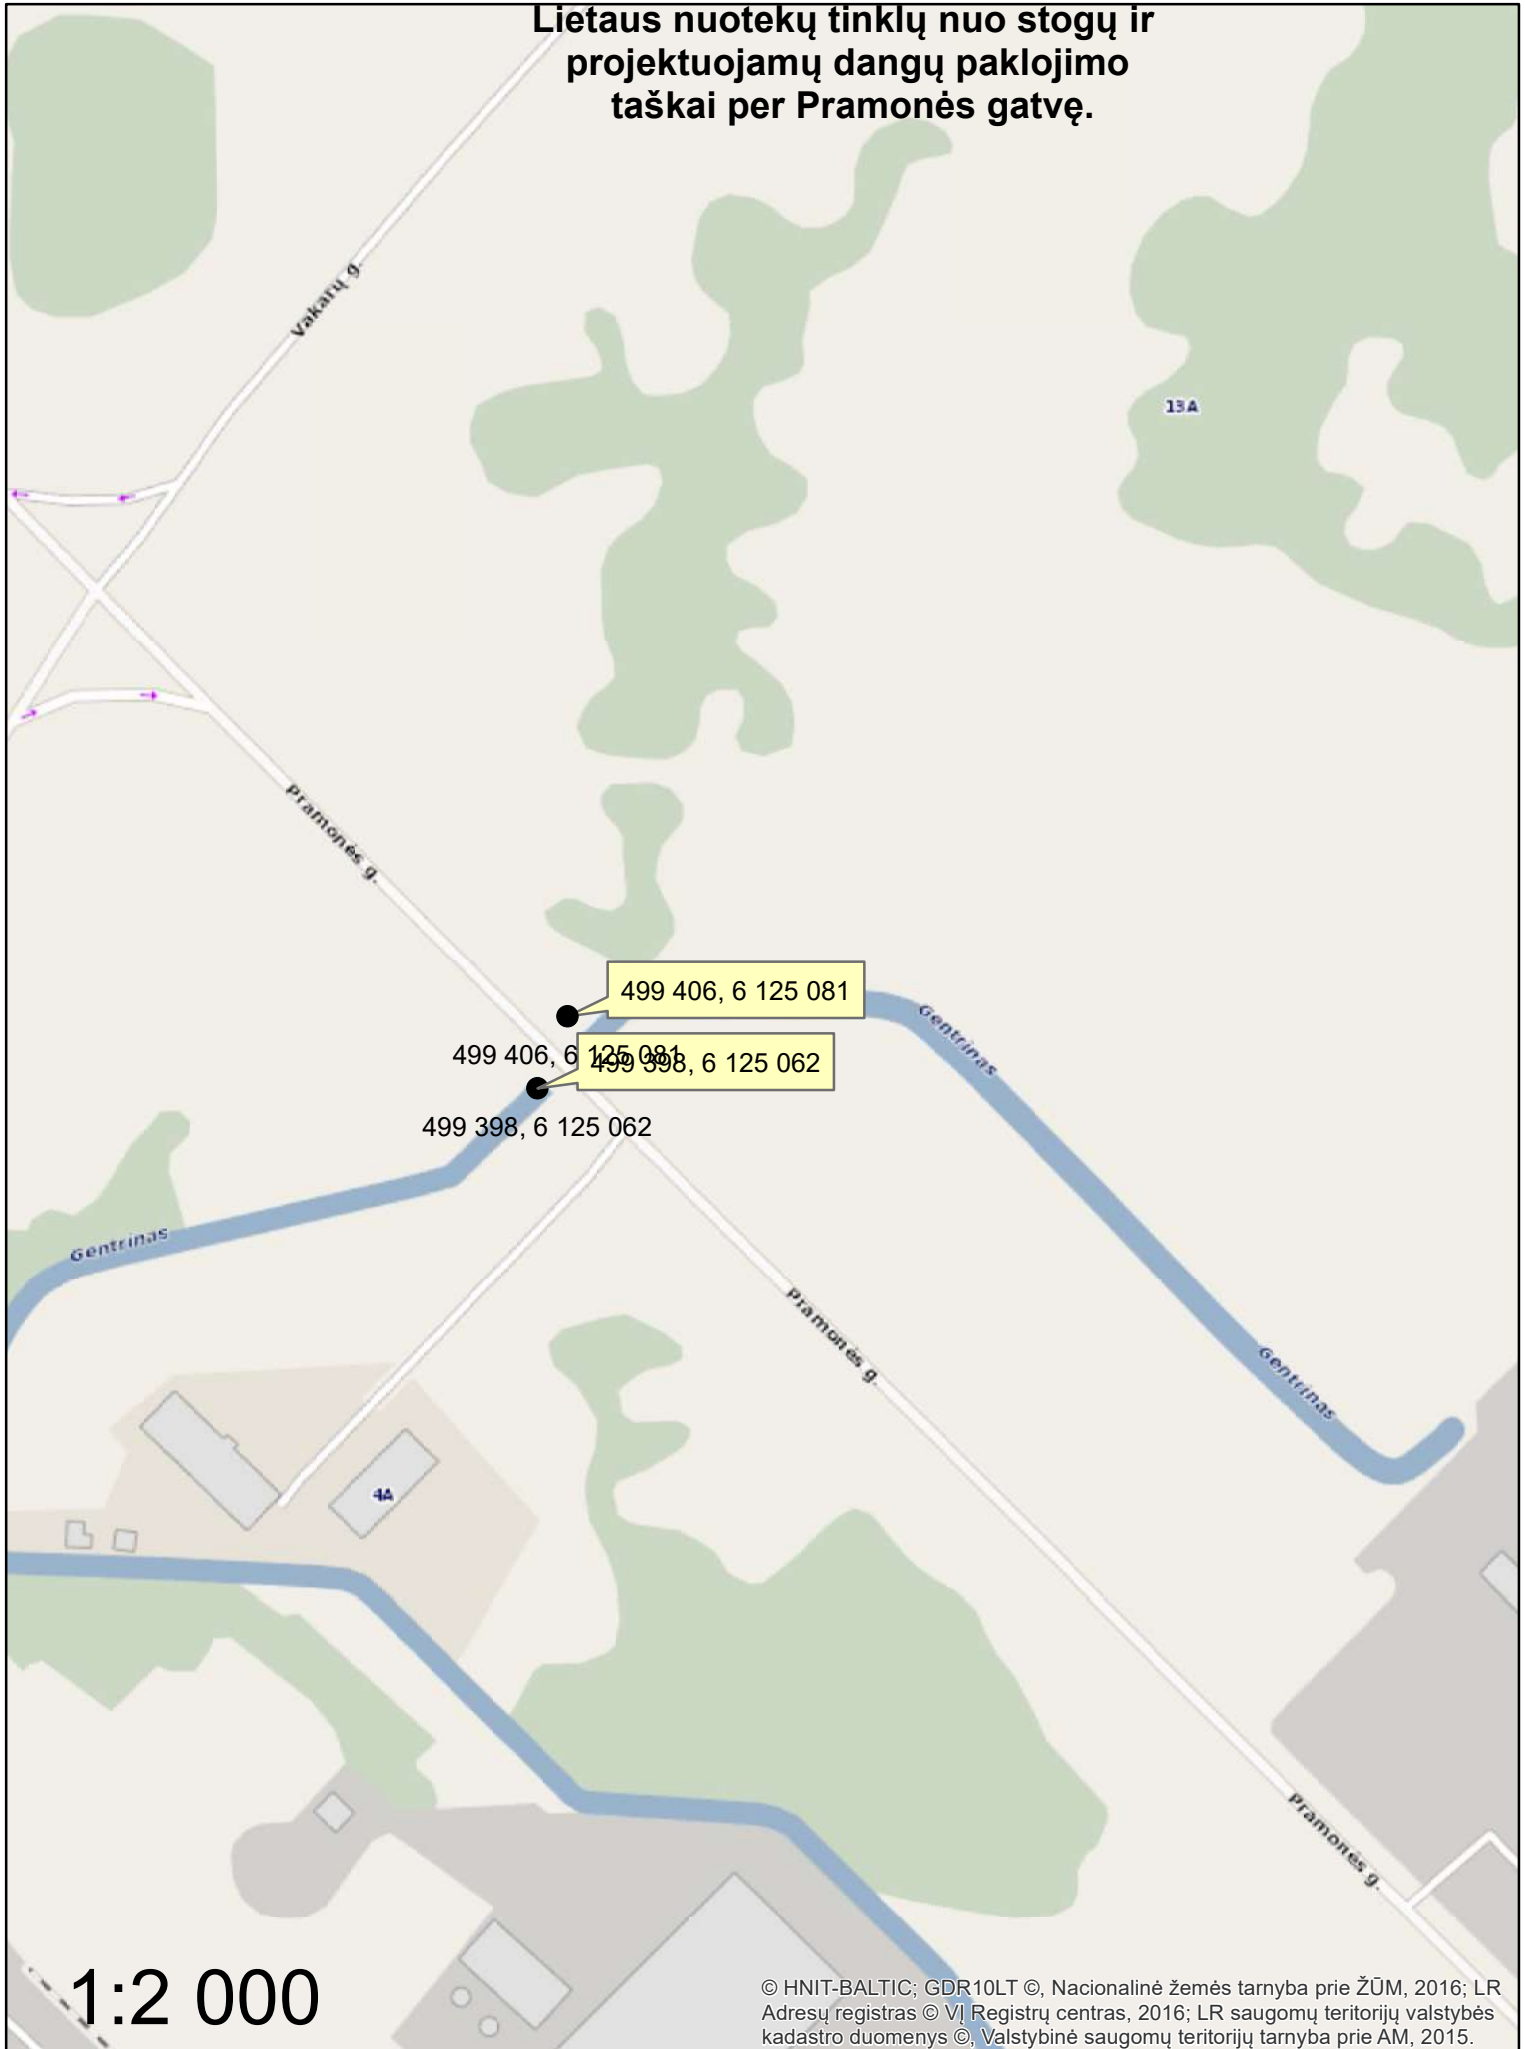 Lietaus nuotekų tinklų nuo stogų ir
projektuojamų dangų paklojimo
taškai per Pramonės gatvę.
Vakarų g.
13A
Pramonės g.
499 406, 6 125 081
Gentrinas
499 406, 6 125 081
499 398, 6 125 062
499 398, 6 125 062
Gentrinas
Pramonės g.
Gentrinas
4A
Pramonės g.
1:2 000
© HNIT-BALTIC; GDR10LT ©, Nacionalinė žemės tarnyba prie ŽŪM, 2016; LR
Adresų registras © VĮ Registrų centras, 2016; LR saugomų teritorijų valstybės
kadastro duomenys ©, Valstybinė saugomų teritorijų tarnyba prie AM, 2015.